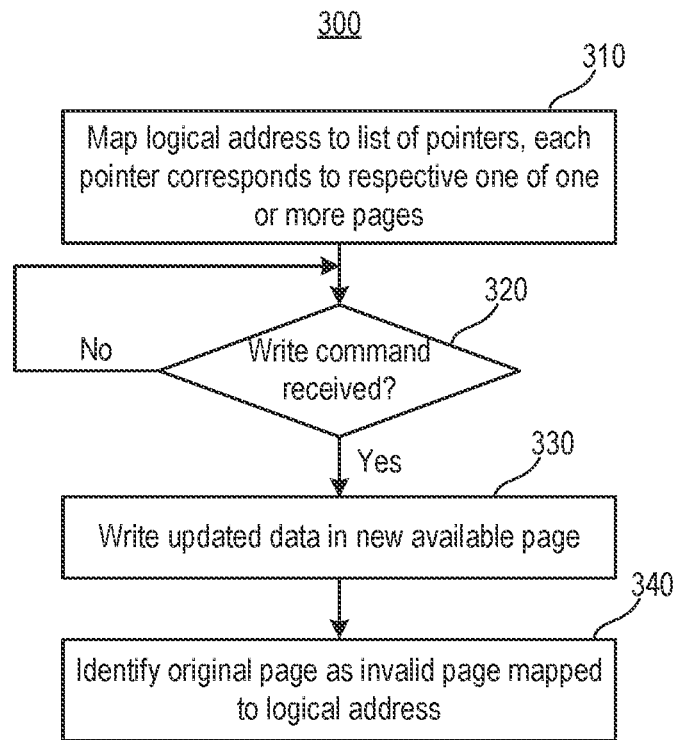 300
310
Map logical address to list of pointers, each
pointer corresponds to respective one of one
or more pages
320
No
Write command
received?
Yes
330
Write updated data in new available page
340
Identify original page as invalid page mapped
to logical address